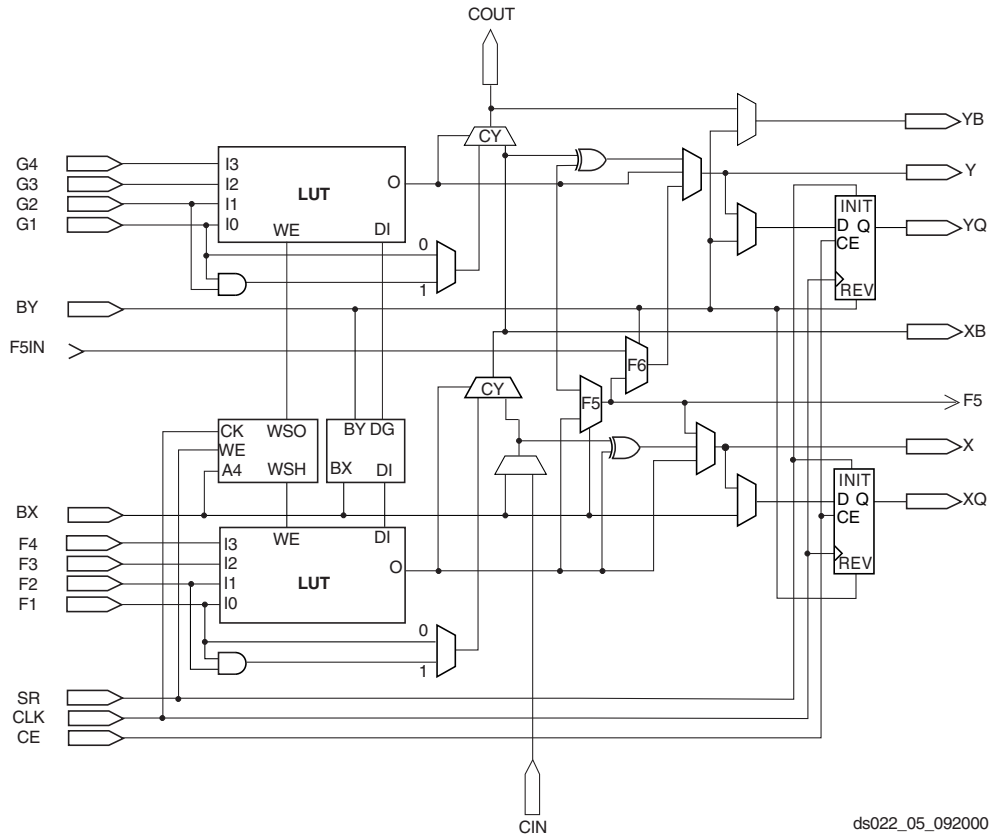 COUT
YB
CY
G4
G3
G2
G1
I3
I2
I1
I0
LUT
O
WE
DI
Y
INIT
D Q
CE
REV
YQ
0
1
BY
XB
F5IN
F6
CY
F5
F5
CK
WE
A4
WSO
WSH
BY DG
BX
DI
X
INIT
D Q
CE
REV
XQ
BX
F4
F3
F2
F1
I3
I2
I1
I0
WE
DI
LUT
O
0
1
SR
CLK
CE
CIN
ds022_05_092000